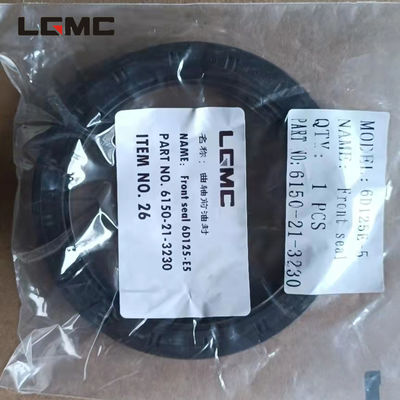 LGMC
LGMC
名称：曲轴前油封
NAME: Front seal 6D125-E5
PART NO. 6150-21-3230
ITEM NO. 26
MODEL: 6D125E-5
NAME: Front seal
QTY: 1 PCS
PART NO: 6150-21-3230